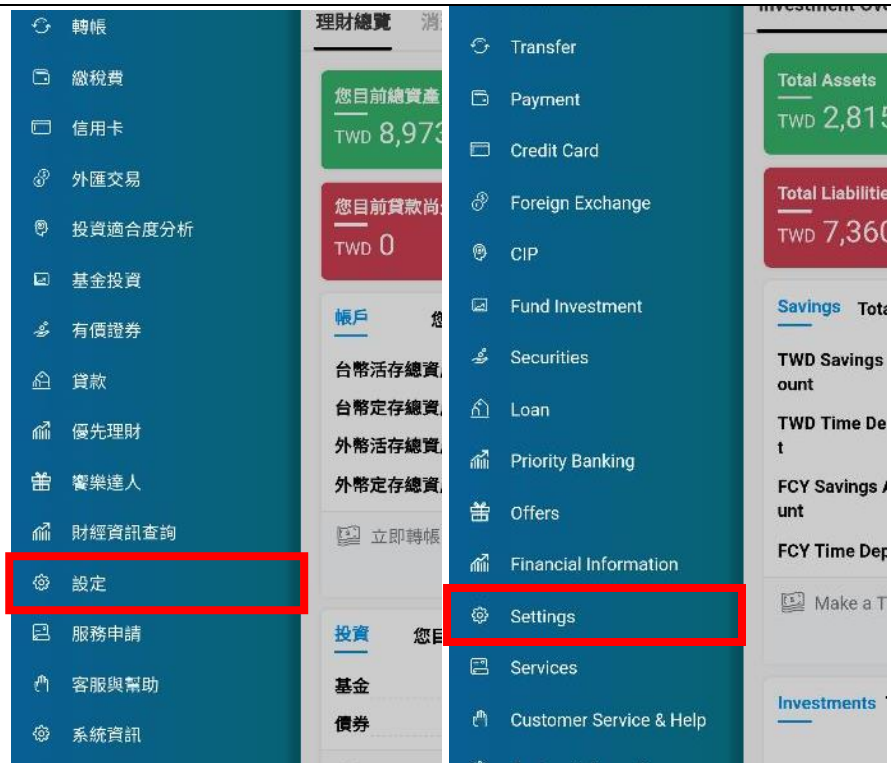 轉帳
繳稅費
信用卡
外匯交易
投資適合度分析
基金投資
有價證券
貸款
優先理財
饗樂達人
財經資訊查詢
設定
服務申請
客服與幫助
系統資訊
理財總覽 消
您目前總資產
TWD 8,973
您目前貸款尚
TWD 0
帳戶 您
台幣活存總資
台幣定存總資
外幣活存總資
外幣定存總資
立即轉帳
投資 您目
基金
債券
Transfer
Payment
Credit Card
Foreign Exchange
CIP
Fund Investment
Securities
Loan
Priority Banking
Offers
Financial Information
Settings
Services
Customer Service & Help
Investment Ove
Total Assets
TWD 2,815
Total Liabilitie
TWD 7,360
Savings Tota
TWD Savings
ount
TWD Time De
t
FCY Savings A
unt
FCY Time Dep
Make a T
Investments T